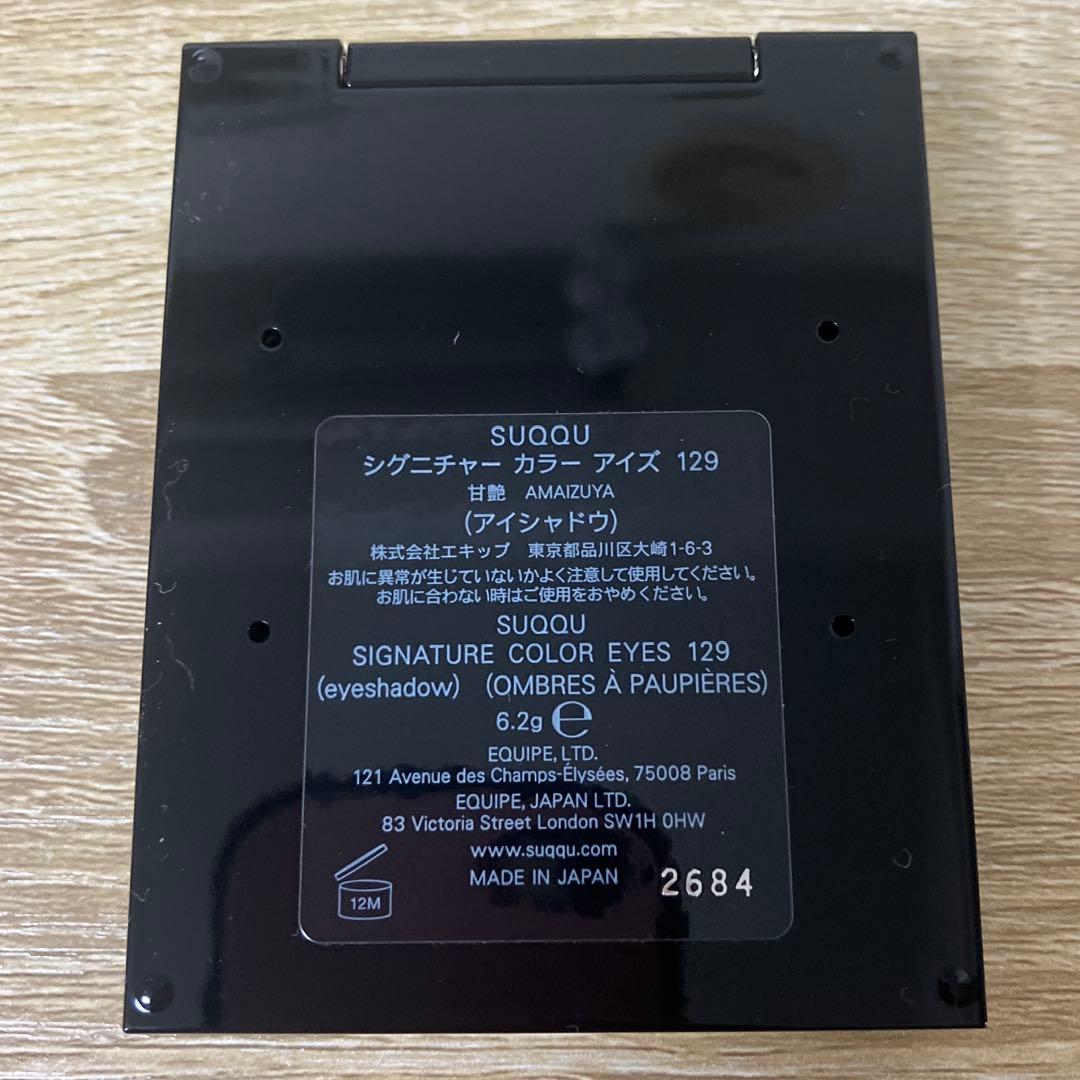 SUQQU
シグニチャー カラー アイズ 129
甘艶 AMAIZUYA
(アイシャドウ)
株式会社エキップ 東京都品川区大崎1-6-3
お肌に異常が生じていないかよく注意して使用してください。
お肌に合わない時はご使用をおやめください。
SUQQU
SIGNATURE COLOR EYES 129
(eyeshadow) (OMBRES À PAUPIÈRES)
6.2g ℮
EQUIPE, LTD.
121 Avenue des Champs-Élysées, 75008 Paris
EQUIPE, JAPAN LTD.
83 Victoria Street London SW1H 0HW
www.suqqu.com
MADE IN JAPAN 2684
12M